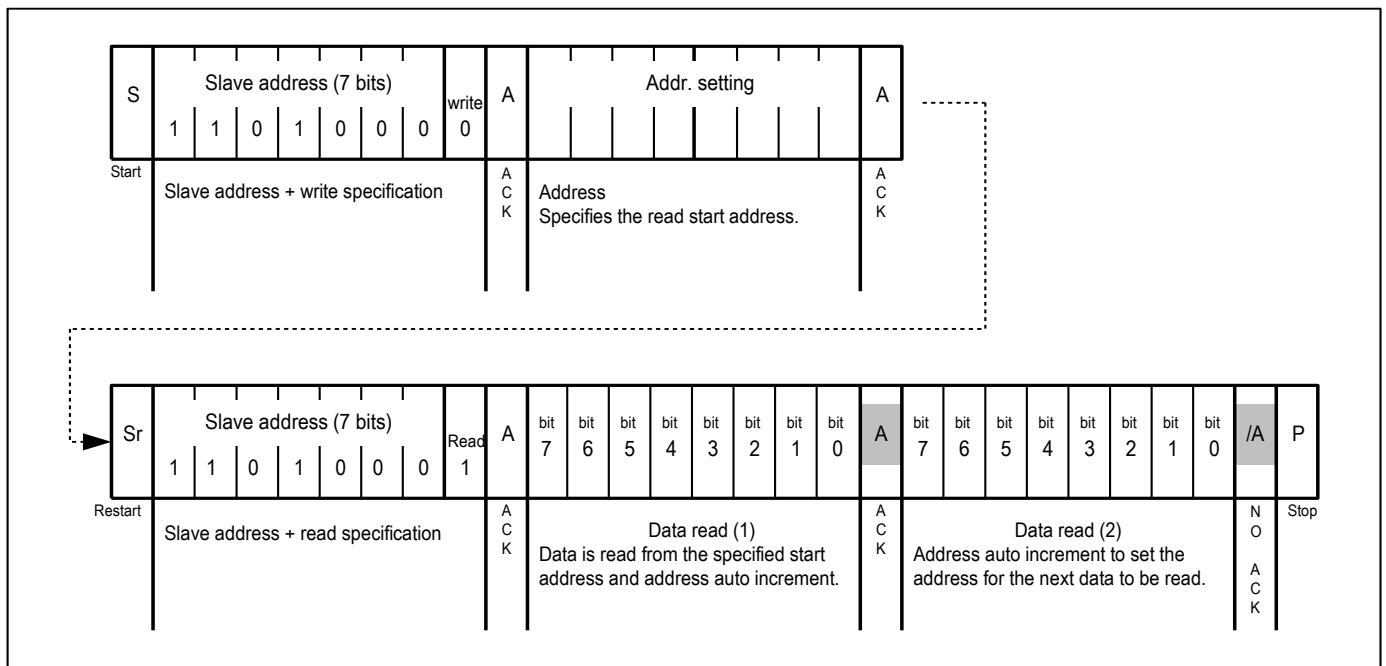 S
Slave address (7 bits)
write
A
Addr. setting
A
1 1 0 1 0 0 0 0
Start
Slave address + write specification
A
C
K
Address
Specifies the read start address.
A
C
K
Sr
Slave address (7 bits)
Read
A
bit bit bit bit bit bit bit bit
7 6 5 4 3 2 1 0
A
bit bit bit bit bit bit bit bit
7 6 5 4 3 2 1 0
/A
P
1 1 0 1 0 0 0 1
Restart
Slave address + read specification
A
C
K
Data read (1)
Data is read from the specified start
address and address auto increment.
A
C
K
Data read (2)
Address auto increment to set the
address for the next data to be read.
N
O
A
C
K
Stop